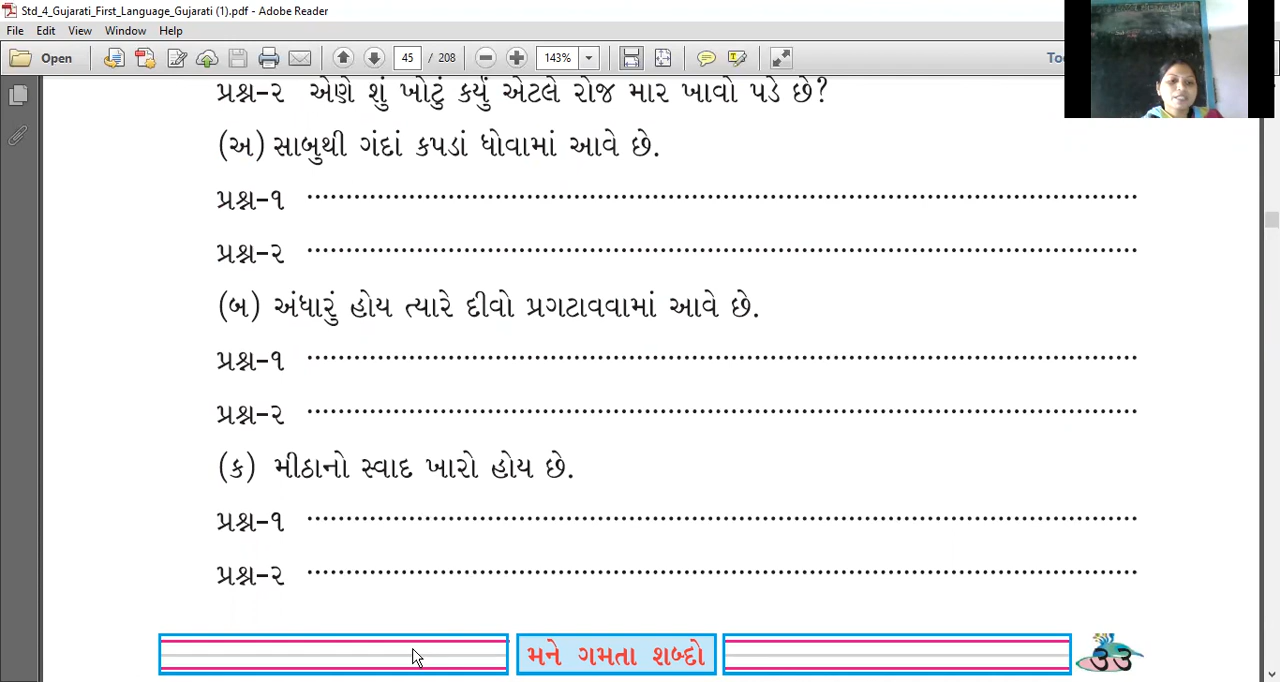 Std_4_Gujarati_First_Language_Gujarati (1).pdf - Adobe Reader
File Edit View Window Help
Open 45 / 208 143%
પ્રશ્ન-૨ એણે શું ખોટું કર્યું એટલે રોજ માર ખાવો પડે છે?
(અ) સાબુથી ગંદાં કપડાં ધોવામાં આવે છે.
પ્રશ્ન-૧ ........................................................................
પ્રશ્ન-૨ ........................................................................
(બ) અંધારું હોય ત્યારે દીવો પ્રગટાવવામાં આવે છે.
પ્રશ્ન-૧ ........................................................................
પ્રશ્ન-૨ ........................................................................
(ક) મીઠાનો સ્વાદ ખારો હોય છે.
પ્રશ્ન-૧ ........................................................................
પ્રશ્ન-૨ ........................................................................
મને ગમતા શબ્દો ૩૩